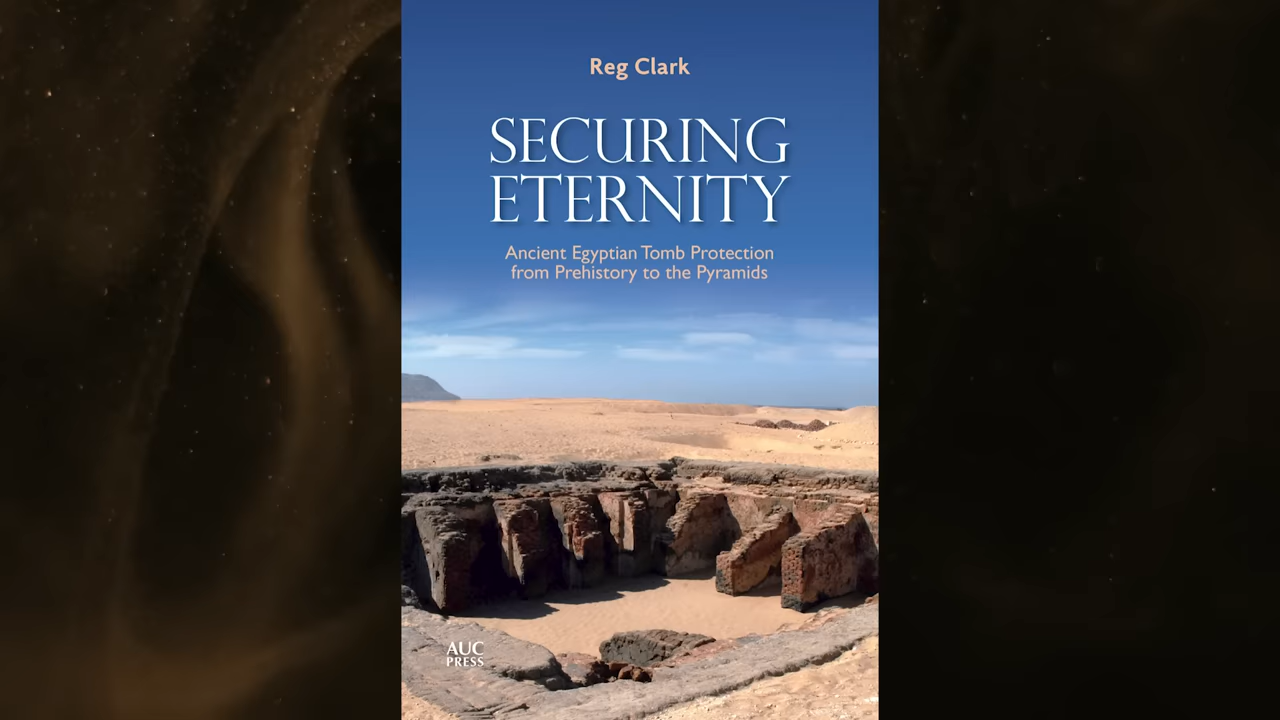 Reg Clark
SECURING
ETERNITY
Ancient Egyptian Tomb Protection
from Prehistory to the Pyramids
AUC
PRESS